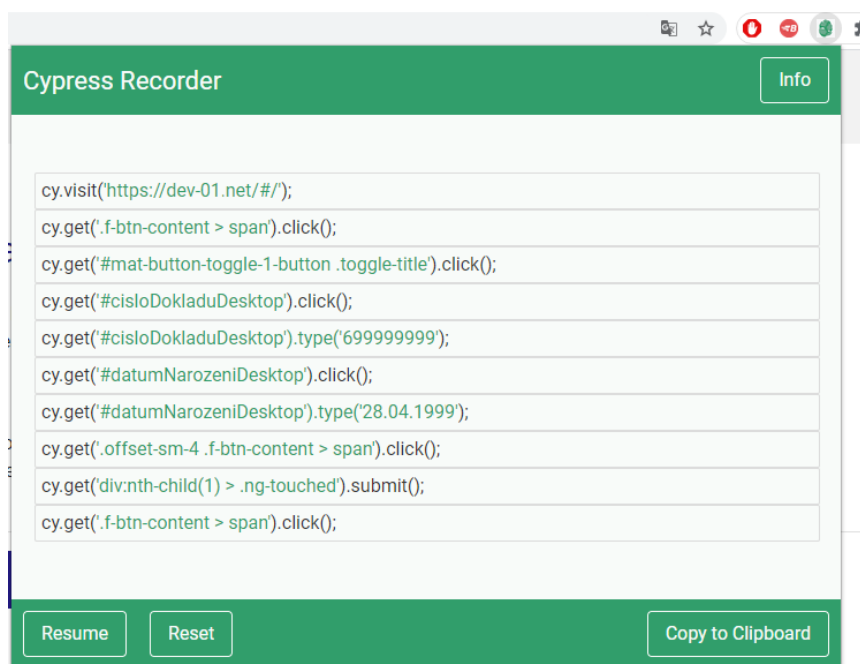 Cypress Recorder
Info
cy.visit('https://dev-01.net/#/');
cy.get('.f-btn-content > span').click();
cy.get('#mat-button-toggle-1-button .toggle-title').click();
cy.get('#cisloDokladuDesktop').click();
cy.get('#cisloDokladuDesktop').type('699999999');
cy.get('#datumNarozeniDesktop').click();
cy.get('#datumNarozeniDesktop').type('28.04.1999');
cy.get('.offset-sm-4 .f-btn-content > span').click();
cy.get('div:nth-child(1) > .ng-touched').submit();
cy.get('.f-btn-content > span').click();
Resume
Reset
Copy to Clipboard